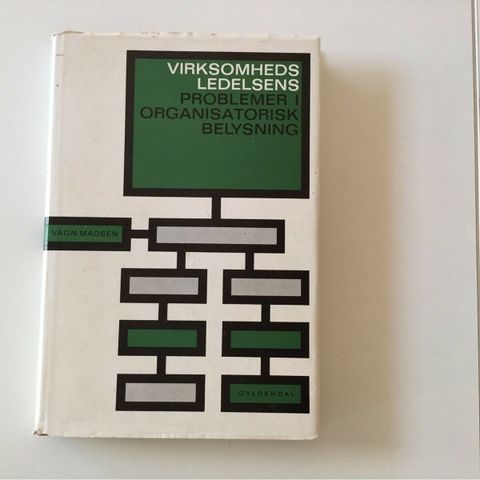 VIRKSOMHEDS
LEDELSENS
PROBLEMER I
ORGANISATORISK
BELYSNING
VAGN MADSEN
GYLDENDAL